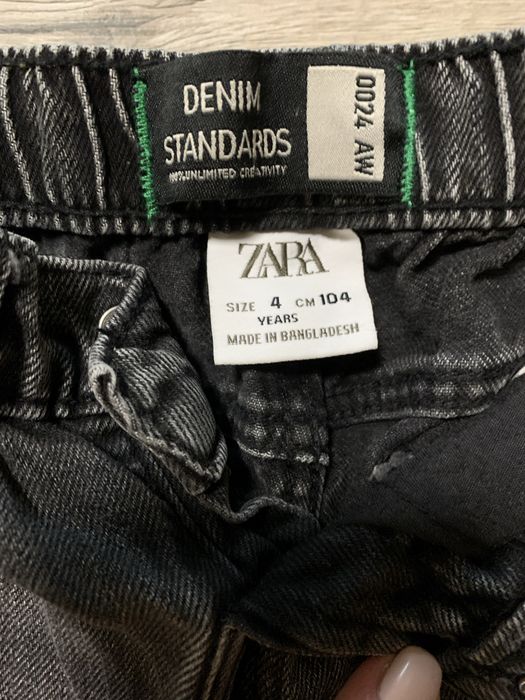 DENIM
STANDARDS
100% UNLIMITED CREATIVITY
0024 AW
ZARA
SIZE 4 CM 104
YEARS
MADE IN BANGLADESH